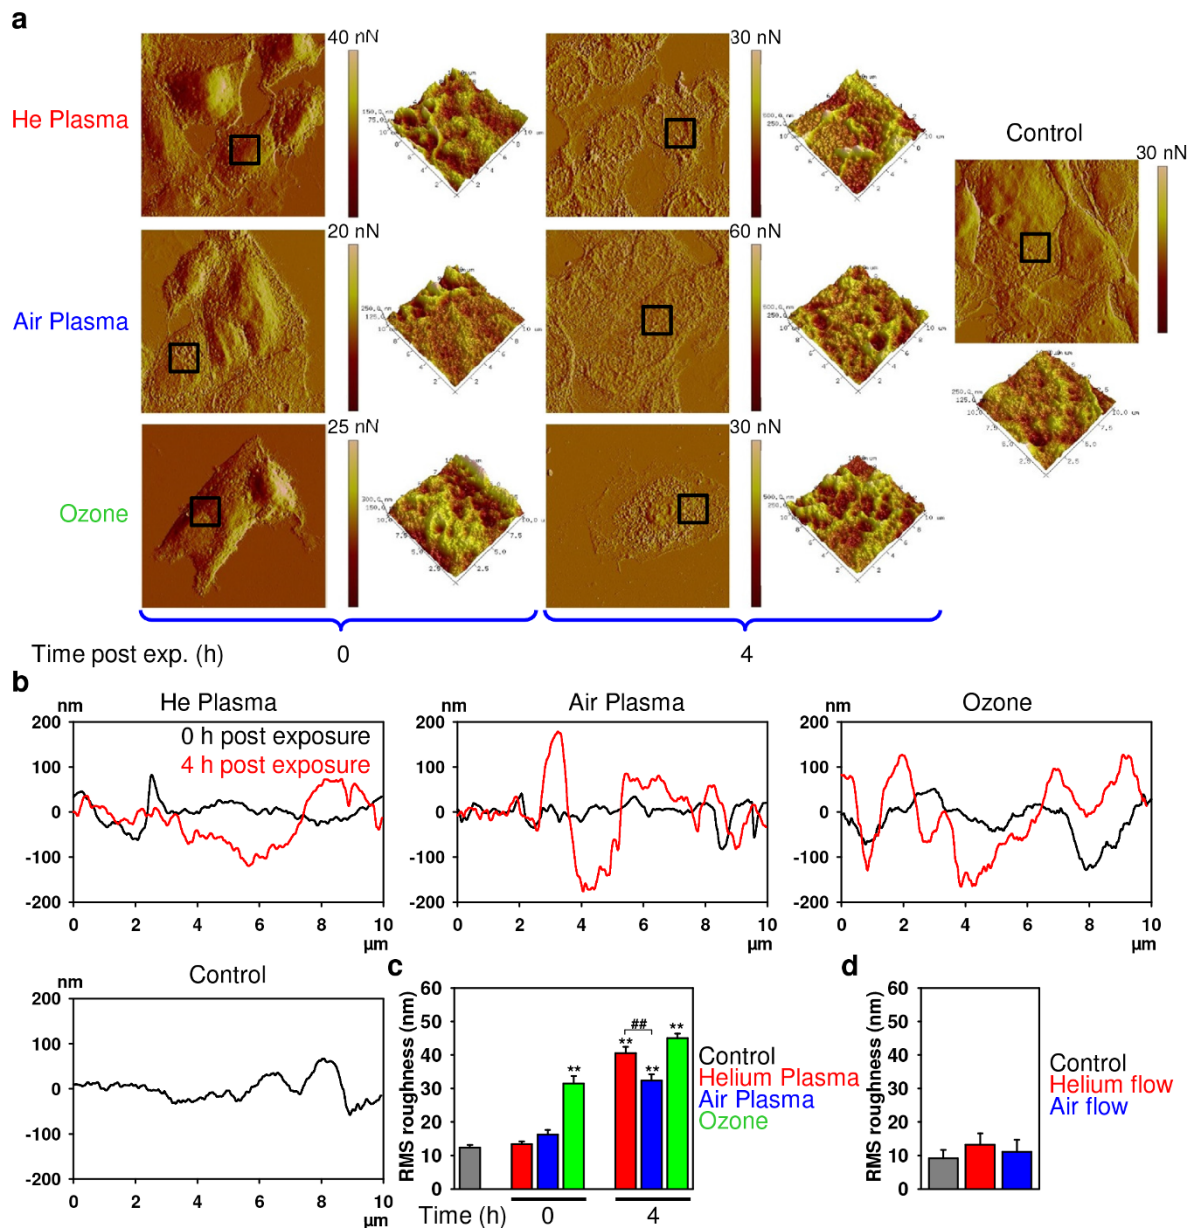 a
40 nN
30 nN
He Plasma
Control
30 nN
20 nN
60 nN
Air Plasma
25 nN
30 nN
Ozone
Time post exp. (h)
0
4
b
He Plasma
nm
200
100
0
-100
-200
0 2 4 6 8 10
µm
0 h post exposure
4 h post exposure
Air Plasma
nm
200
100
0
-100
-200
0 2 4 6 8 10
µm
Ozone
nm
200
100
0
-100
-200
0 2 4 6 8 10
µm
Control
nm
200
100
0
-100
-200
0 2 4 6 8 10
µm
c
RMS roughness (nm)
60
50
40
30
20
10
0
**
**
##
**
**
Time (h)
0
4
Control
Helium Plasma
Air Plasma
Ozone
d
RMS roughness (nm)
60
50
40
30
20
10
0
Control
Helium flow
Air flow